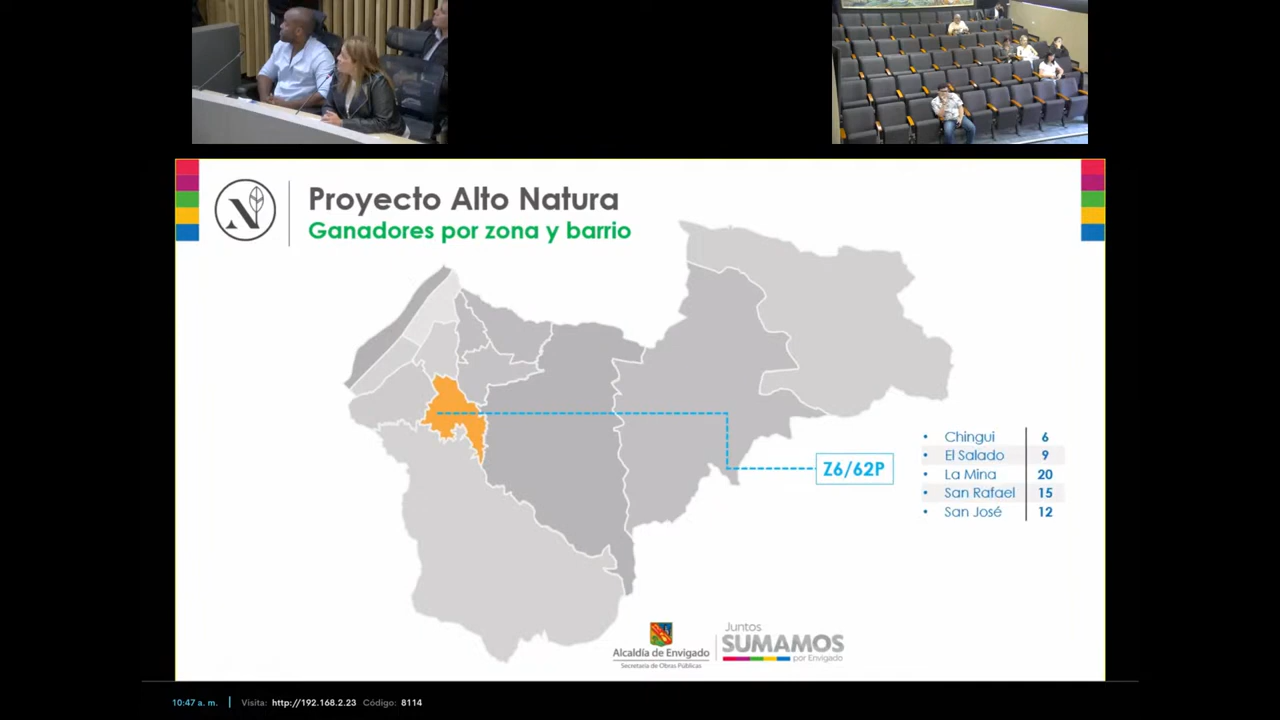 Proyecto Alto Natura
Ganadores por zona y barrio
N
Z6/62P
• Chingui 6
• El Salado 9
• La Mina 20
• San Rafael 15
• San José 12
Alcaldía de Envigado
Secretaria de Obras Públicas
Juntos
SUMAMOS
por Envigado
10:47 a. m. Visita: http://192.168.2.23 Código: 8114